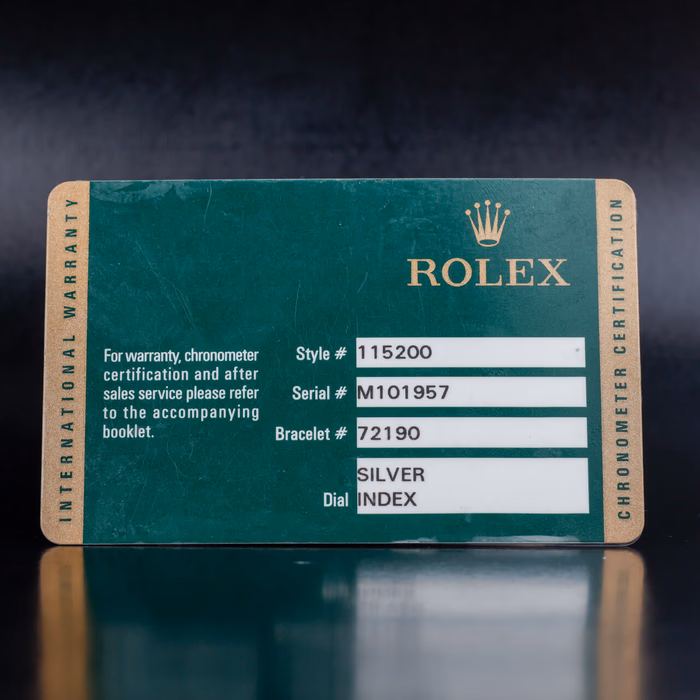 INTERNATIONAL WARRANTY
ROLEX
For warranty, chronometer
certification and after
sales service please refer
to the accompanying
booklet.
Style # 115200
Serial # M101957
Bracelet # 72190
SILVER
Dial INDEX
CHRONOMETER CERTIFICATION